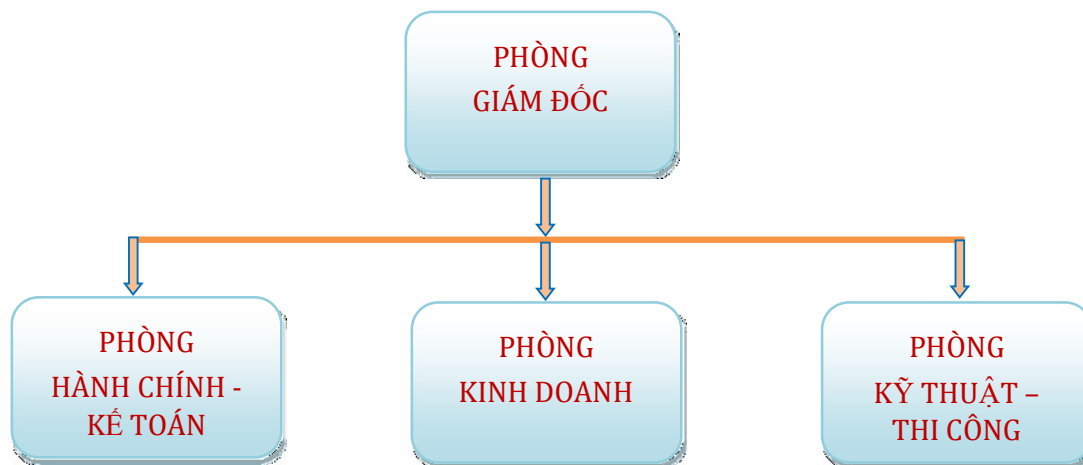 PHÒNG
GIÁM ĐỐC
PHÒNG
HÀNH CHÍNH -
KẾ TOÁN
PHÒNG
KINH DOANH
PHÒNG
KỸ THUẬT –
THI CÔNG